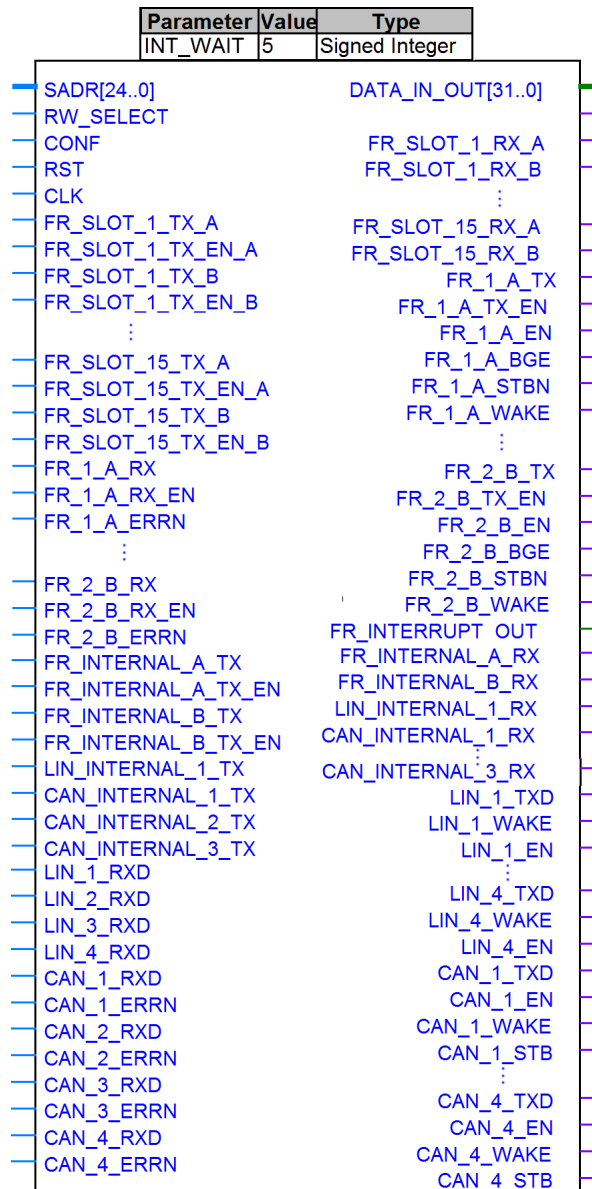 Parameter Value Type
INT_WAIT 5 Signed Integer
SADR[24..0]
RW_SELECT
CONF
RST
CLK
FR_SLOT_1_TX_A
FR_SLOT_1_TX_EN_A
FR_SLOT_1_TX_B
FR_SLOT_1_TX_EN_B
⋮
FR_SLOT_15_TX_A
FR_SLOT_15_TX_EN_A
FR_SLOT_15_TX_B
FR_SLOT_15_TX_EN_B
FR_1_A_RX
FR_1_A_RX_EN
FR_1_A_ERRN
⋮
FR_2_B_RX
FR_2_B_RX_EN
FR_2_B_ERRN
FR_INTERNAL_A_TX
FR_INTERNAL_A_TX_EN
FR_INTERNAL_B_TX
FR_INTERNAL_B_TX_EN
LIN_INTERNAL_1_TX
CAN_INTERNAL_1_TX
CAN_INTERNAL_2_TX
CAN_INTERNAL_3_TX
LIN_1_RXD
LIN_2_RXD
LIN_3_RXD
LIN_4_RXD
CAN_1_RXD
CAN_1_ERRN
CAN_2_RXD
CAN_2_ERRN
CAN_3_RXD
CAN_3_ERRN
CAN_4_RXD
CAN_4_ERRN
DATA_IN_OUT[31..0]
FR_SLOT_1_RX_A
FR_SLOT_1_RX_B
⋮
FR_SLOT_15_RX_A
FR_SLOT_15_RX_B
FR_1_A_TX
FR_1_A_TX_EN
FR_1_A_EN
FR_1_A_BGE
FR_1_A_STBN
FR_1_A_WAKE
⋮
FR_2_B_TX
FR_2_B_TX_EN
FR_2_B_EN
FR_2_B_BGE
FR_2_B_STBN
FR_2_B_WAKE
FR_INTERRUPT OUT
FR_INTERNAL_A_RX
FR_INTERNAL_B_RX
LIN_INTERNAL_1_RX
CAN_INTERNAL_1_RX
⋮
CAN_INTERNAL_3_RX
LIN_1_TXD
LIN_1_WAKE
LIN_1_EN
⋮
LIN_4_TXD
LIN_4_WAKE
LIN_4_EN
CAN_1_TXD
CAN_1_EN
CAN_1_WAKE
CAN_1_STB
⋮
CAN_4_TXD
CAN_4_EN
CAN_4_WAKE
CAN_4_STB